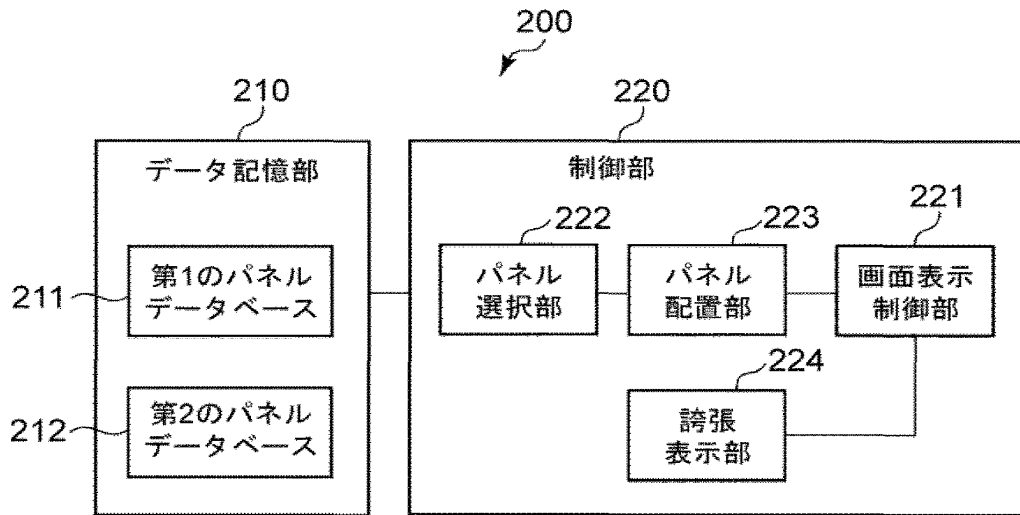 200
210
220
データ記憶部
制御部
222
223
221
パネル
選択部
パネル
配置部
画面表示
制御部
211
第1のパネル
データベース
224
212
第2のパネル
データベース
誇張
表示部